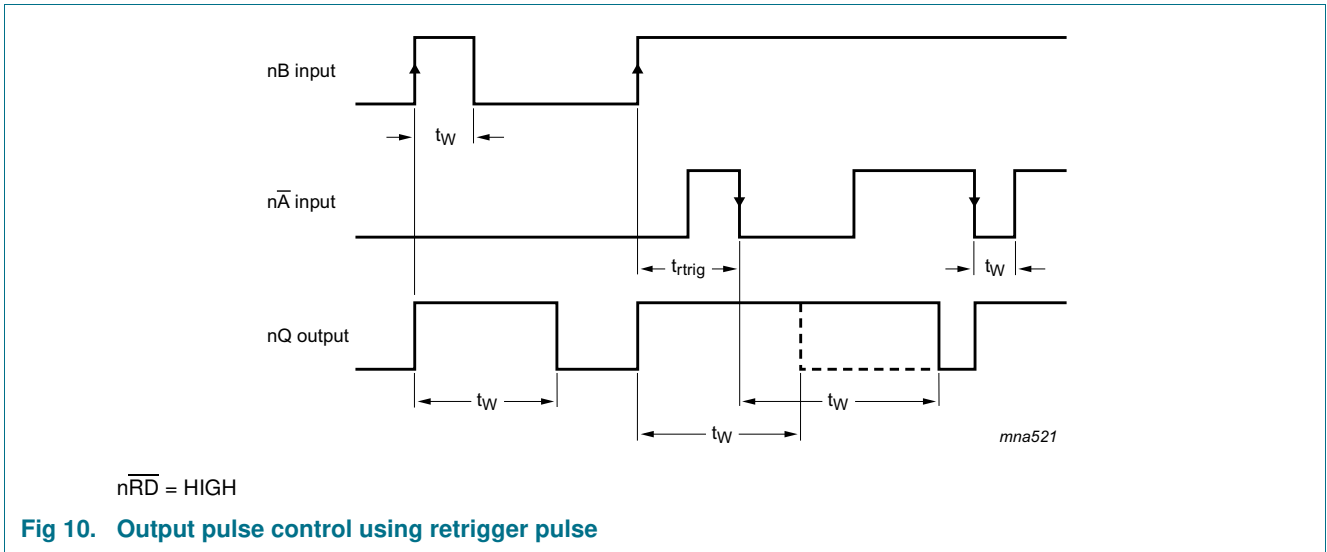 nB input
tW
nA̅ input
trtrig
tW
nQ output
tW
tW
tW
mna521
nR̅D̅ = HIGH
Fig 10. Output pulse control using retrigger pulse